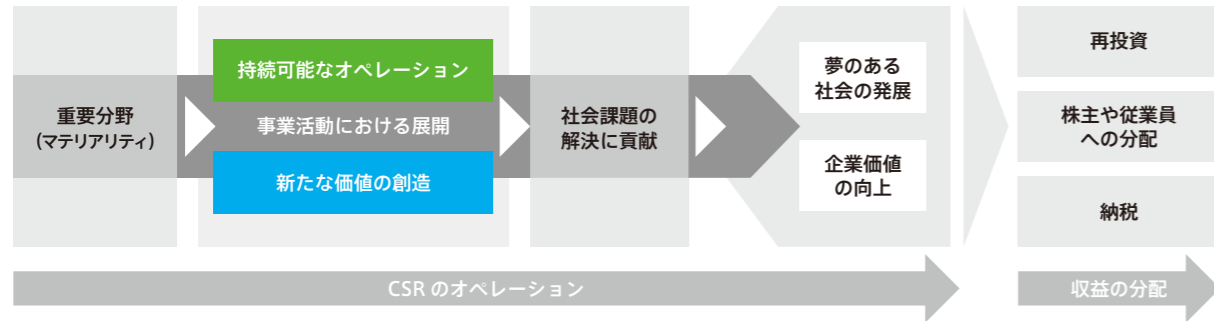 重要分野
(マテリアリティ)
持続可能なオペレーション
事業活動における展開
新たな価値の創造
社会課題の
解決に貢献
夢のある
社会の発展
企業価値
の向上
再投資
株主や従業員
への分配
納税
CSR のオペレーション
収益の分配